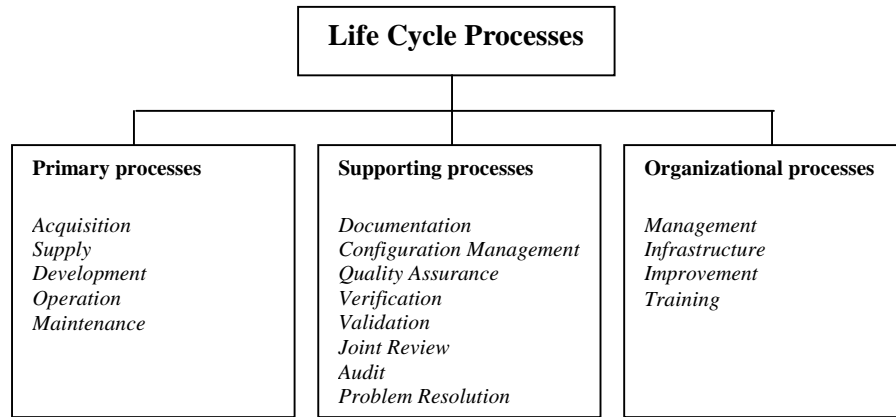 Life Cycle Processes
Primary processes
Acquisition
Supply
Development
Operation
Maintenance
Supporting processes
Documentation
Configuration Management
Quality Assurance
Verification
Validation
Joint Review
Audit
Problem Resolution
Organizational processes
Management
Infrastructure
Improvement
Training